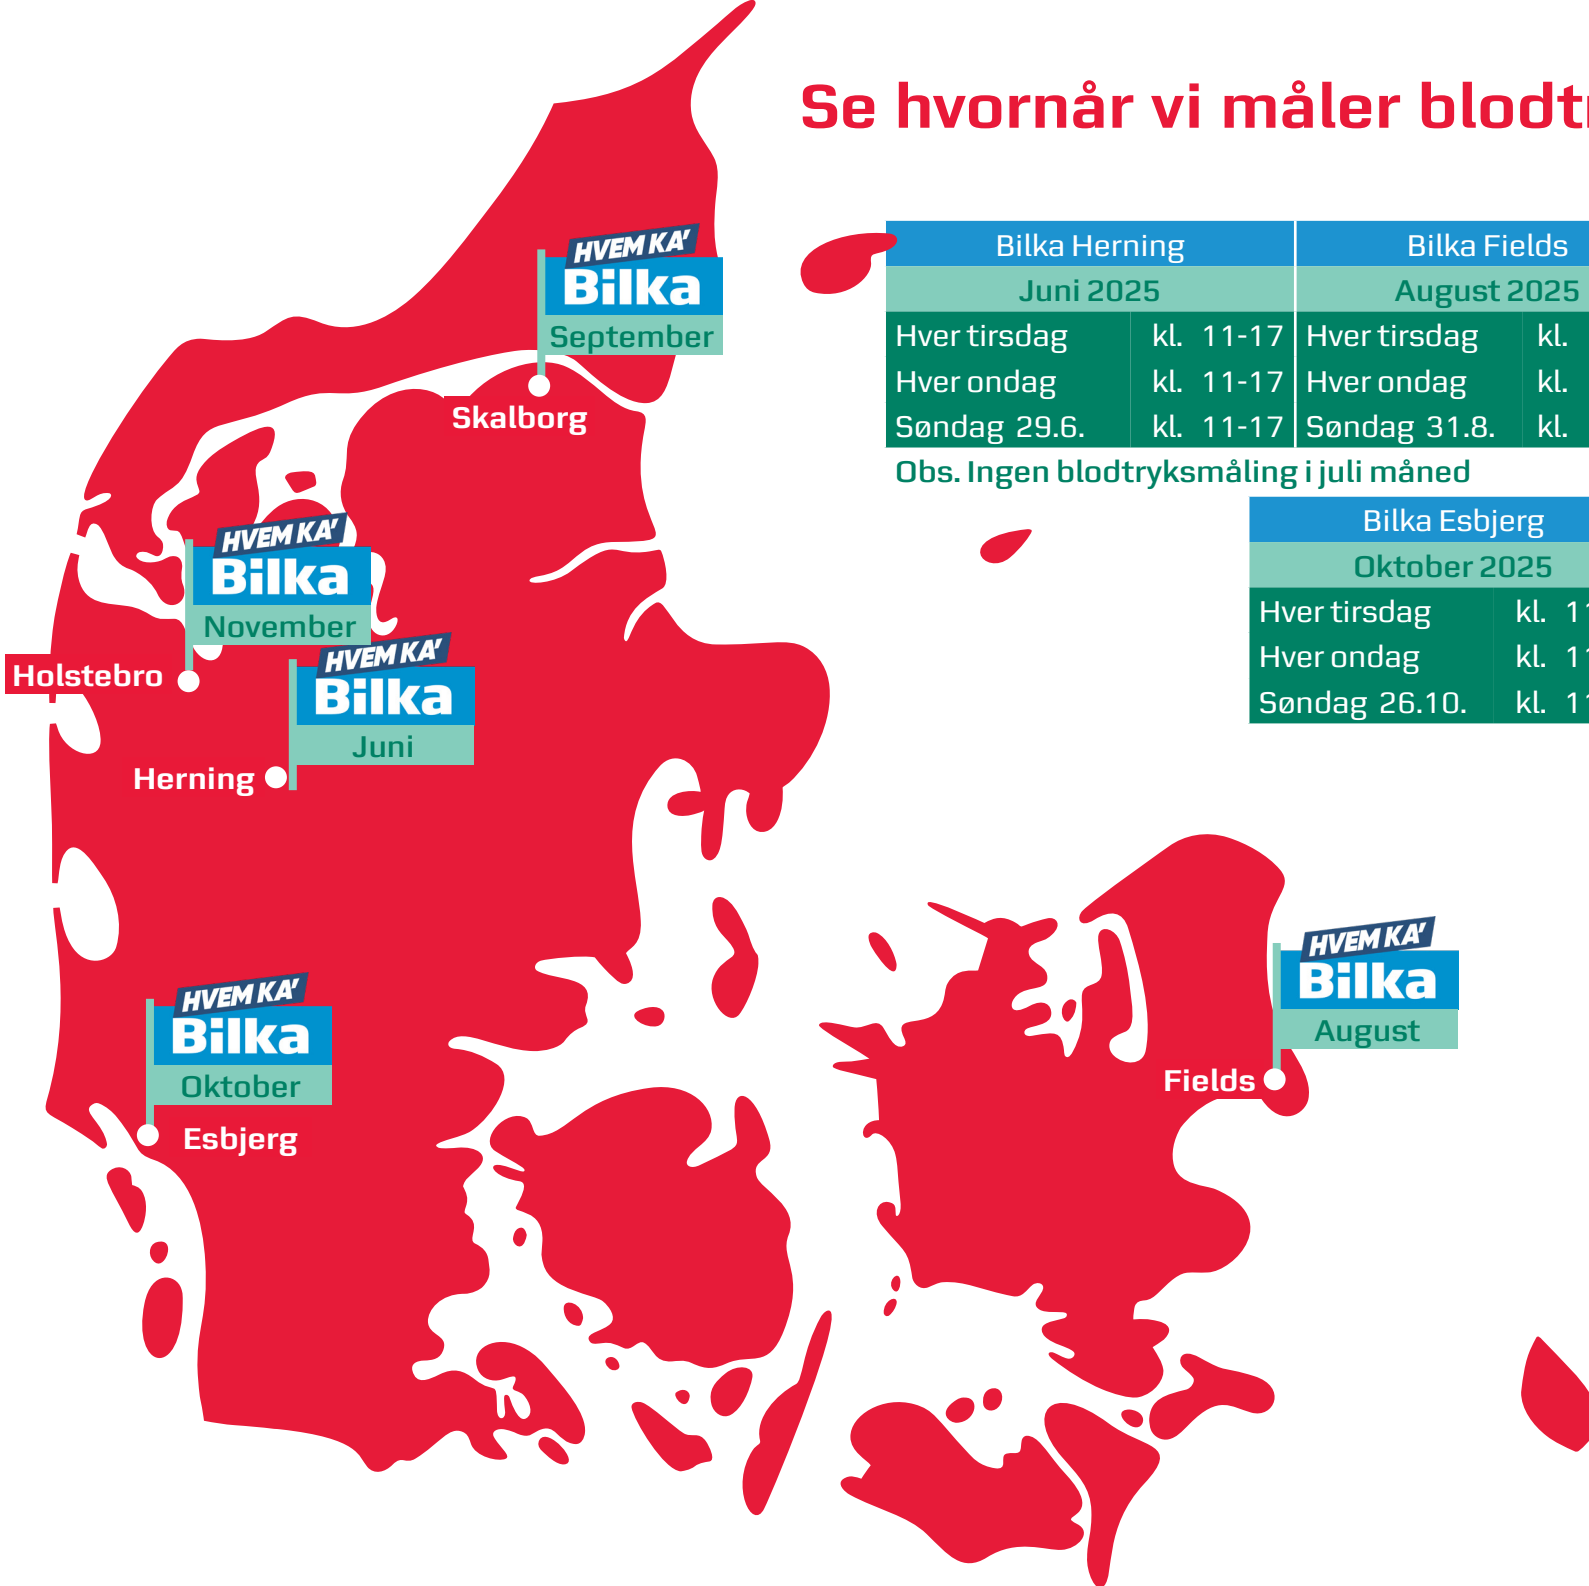 Se hvornår vi måler
Bilka Herning
Juni 2025
Hver tirsdag kl. 11-17
Hver ondag kl. 11-17
Søndag 29.6. kl. 11-17
Bilka Fields
August 2025
Hver tirsdag kl.
Hver ondag kl.
Søndag 31.8. kl.
Obs. Ingen blodtryksmåling i juli måned
Bilka Esbjerg
Oktober 2025
Hver tirsdag kl.
Hver ondag kl.
Søndag 26.10. kl.
HVEM KA'
Bilka
September
Skalborg
HVEM KA'
Bilka
November
Holstebro
HVEM KA'
Bilka
Juni
Herning
HVEM KA'
Bilka
August
Fields
HVEM KA'
Bilka
Oktober
Esbjerg